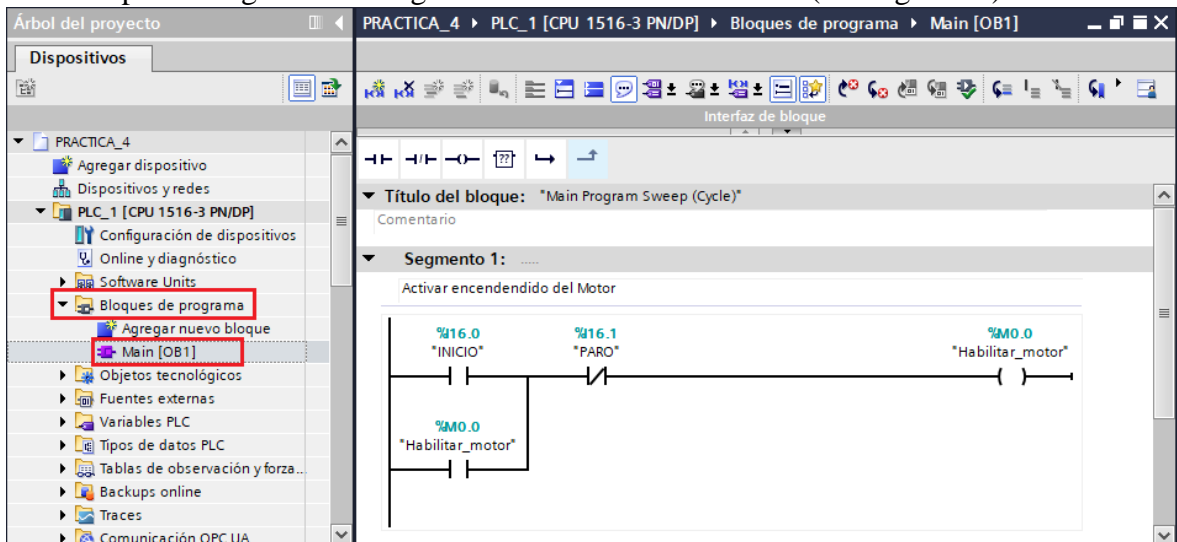 Árbol del proyecto
Dispositivos
PRACTICA_4
Agregar dispositivo
Dispositivos y redes
PLC_1 [CPU 1516-3 PN/DP]
Configuración de dispositivos
Online y diagnóstico
Software Units
Bloques de programa
Agregar nuevo bloque
Main [OB1]
Objetos tecnológicos
Fuentes externas
Variables PLC
Tipos de datos PLC
Tablas de observación y forza...
Backups online
Traces
Comunicación OPC UA
PRACTICA_4 ▸ PLC_1 [CPU 1516-3 PN/DP] ▸ Bloques de programa ▸ Main [OB1]
Interfaz de bloque
??
Título del bloque: "Main Program Sweep (Cycle)"
Comentario
Segmento 1: .....
Activar encendendido del Motor
%I16.0 %I16.1 %M0.0
"INICIO" "PARO" "Habilitar_motor"
%M0.0
"Habilitar_motor"